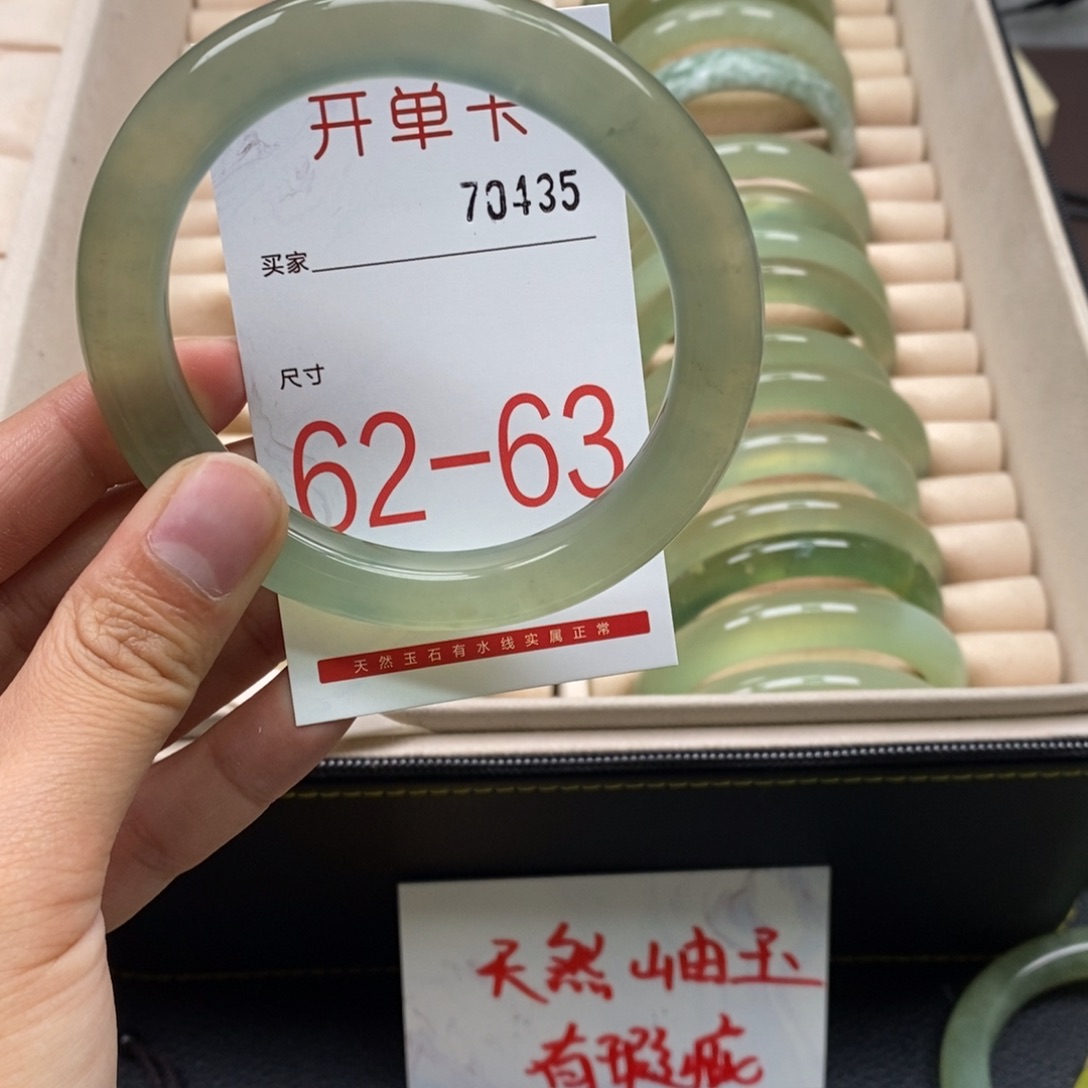 开单卡
70435
买家
尺寸
62-63
天然玉石有水线实属正常
天然岫玉
有瑕疵